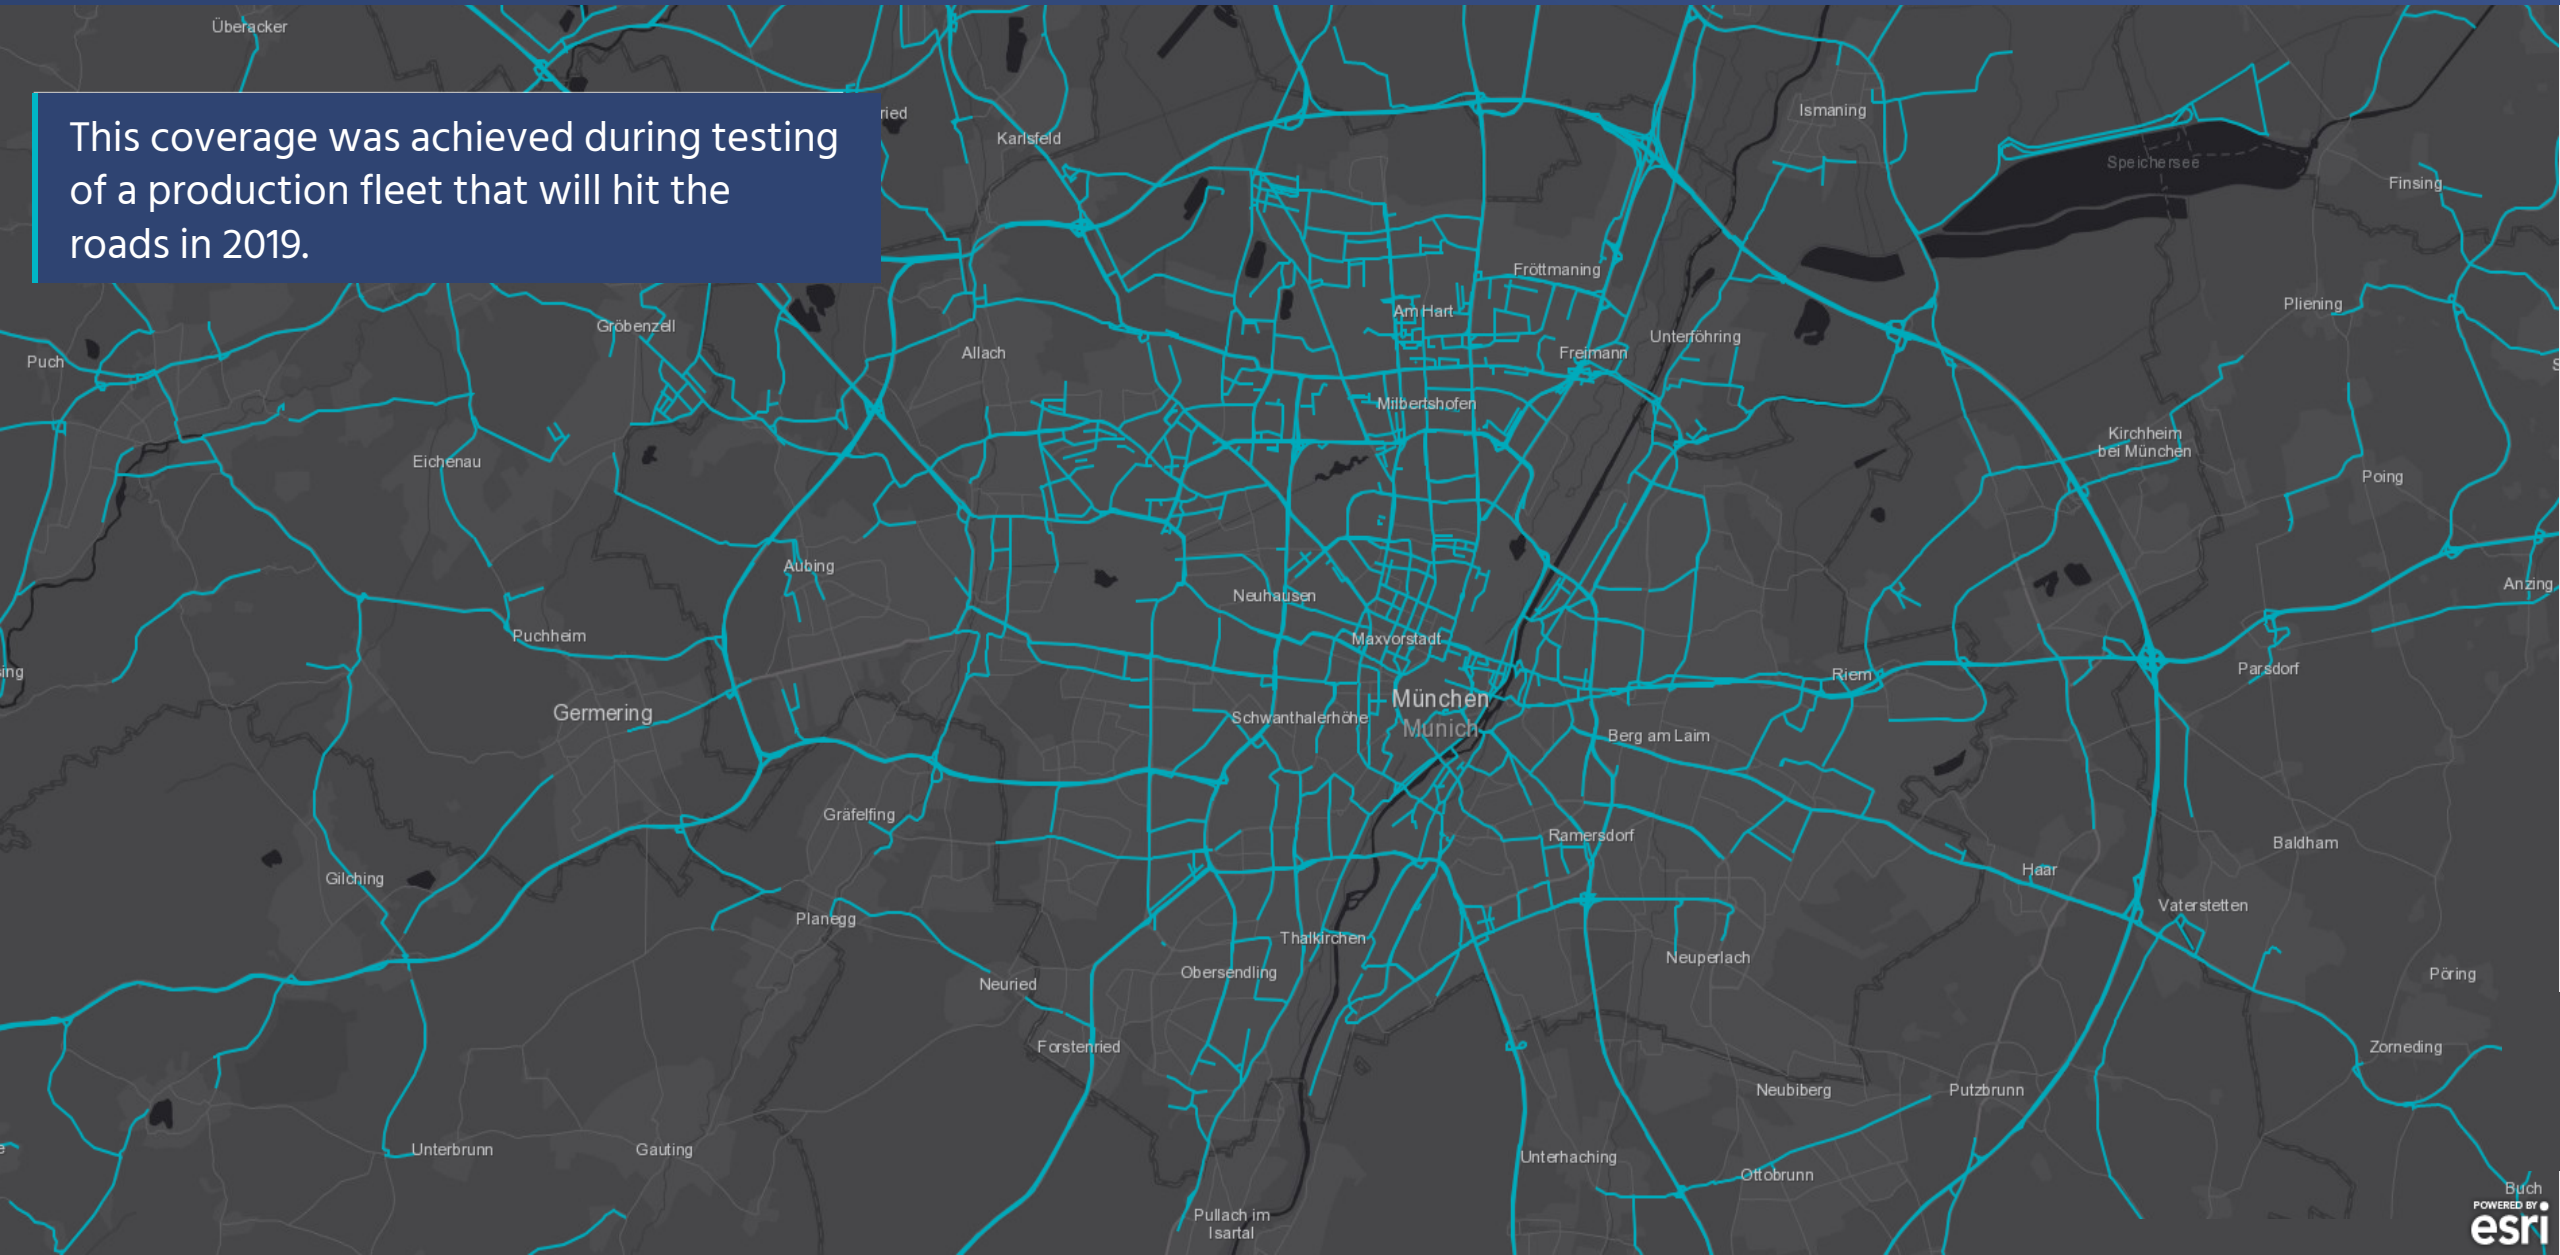 Überacker
This coverage was achieved during testing
of a production fleet that will hit the
roads in 2019.
ried
Karlsfeld
Ismaning
Speichersee
Finsing
Fröttmaning
Pliening
Am Hart
Gröbenzell
Unterföhring
Puch
Allach
Freimann
Milbertshofen
Kirchheim
bei München
Eichenau
Poing
Aubing
Anzing
Neuhausen
Puchheim
Maxvorstadt
ing
Parsdorf
Riem
München
Germering
Schwanthalerhöhe
Munich
Berg am Laim
Gräfelfing
Ramersdorf
Baldham
Haar
Gilching
Vaterstetten
Planegg
Thalkirchen
Neuperlach
Obersendling
Pöring
Neuried
Forstenried
Zorneding
Neubiberg
Putzbrunn
Unterbrunn
Gauting
Unterhaching
Ottobrunn
Buch
POWERED BY
esri
Pullach im
Isartal